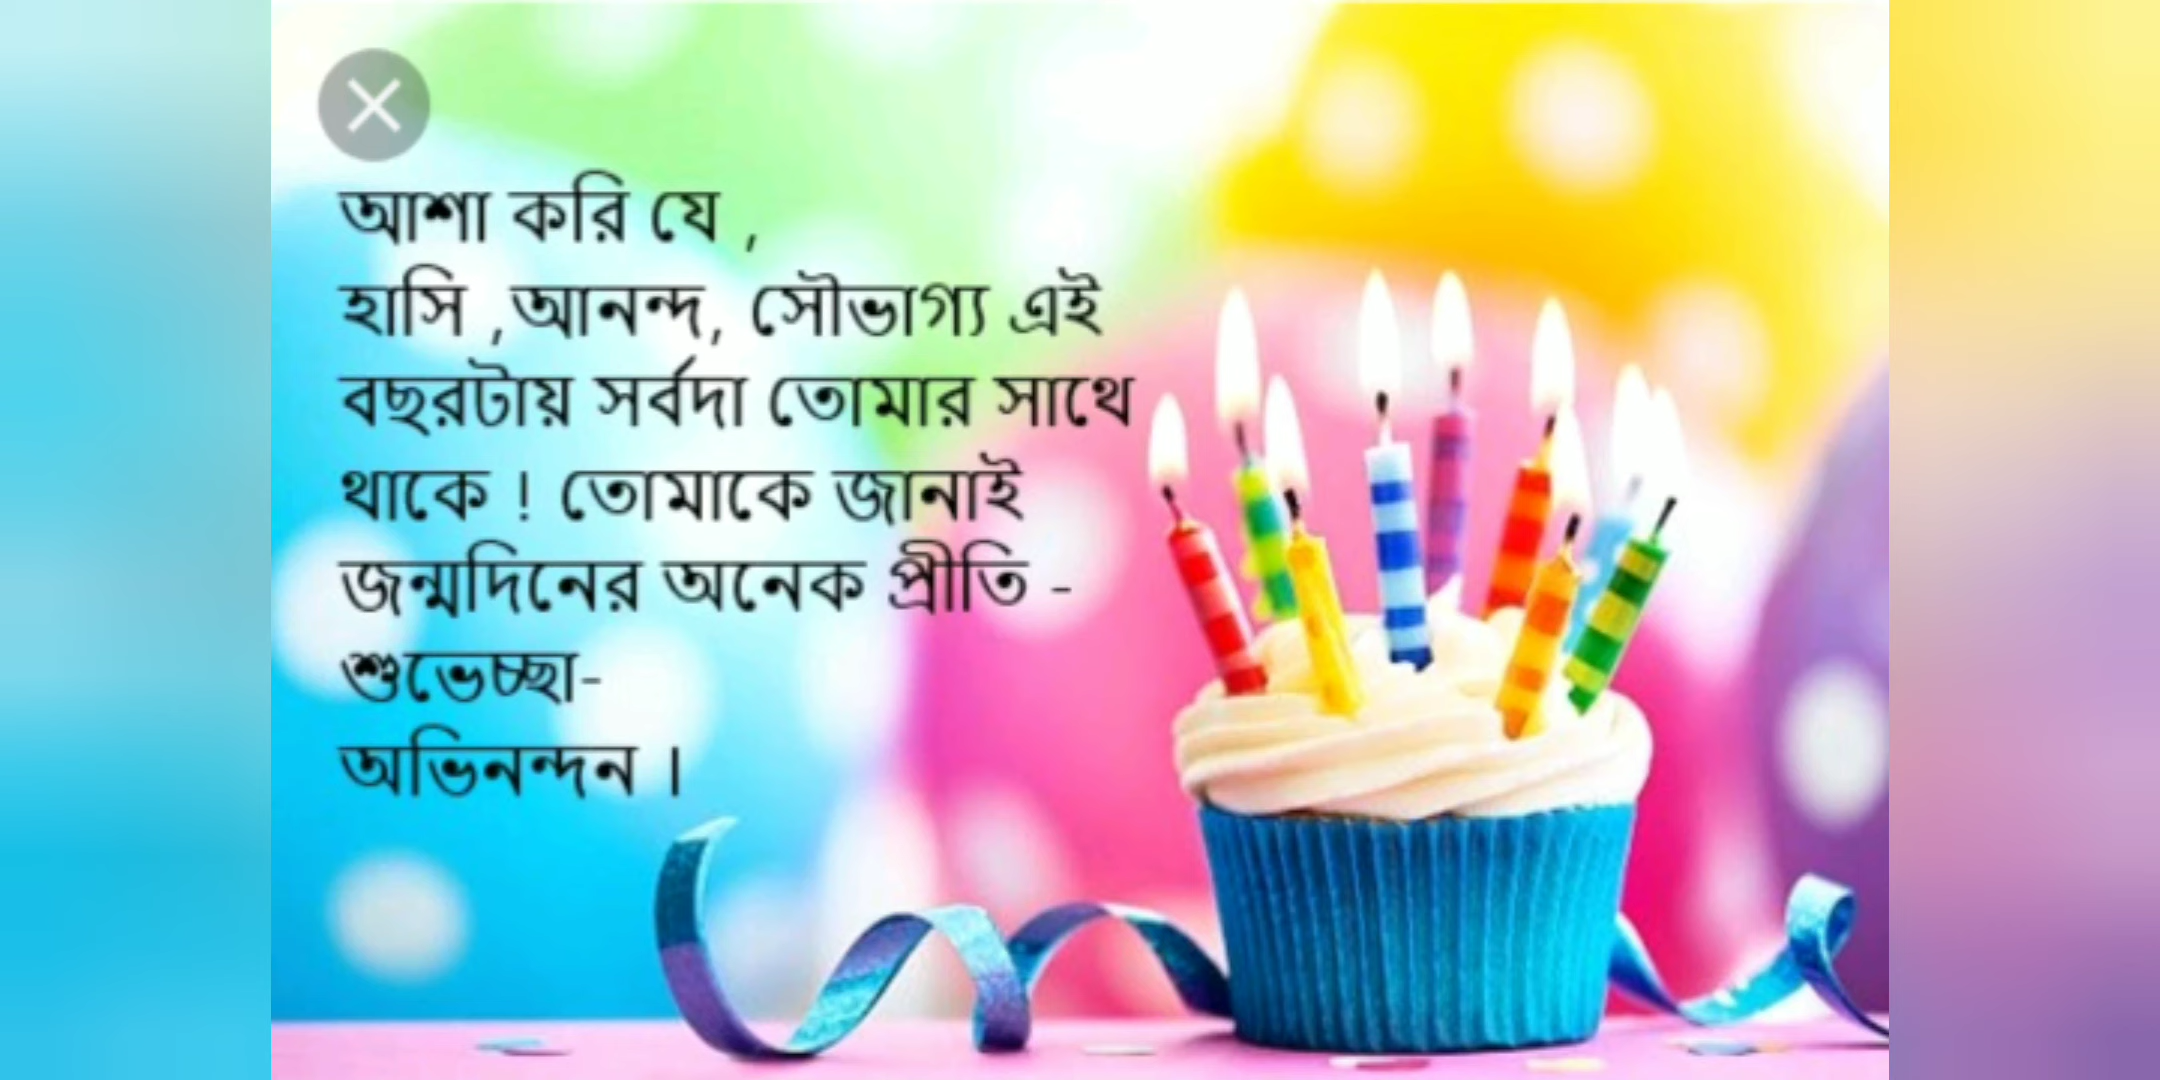 আশা করি যে ,
হাসি ,আনন্দ, সৌভাগ্য এই
বছরটায় সর্বদা তোমার সাথে
থাকে ! তোমাকে জানাই
জন্মদিনের অনেক প্রীতি -
শুভেচ্ছা-
অভিনন্দন ।